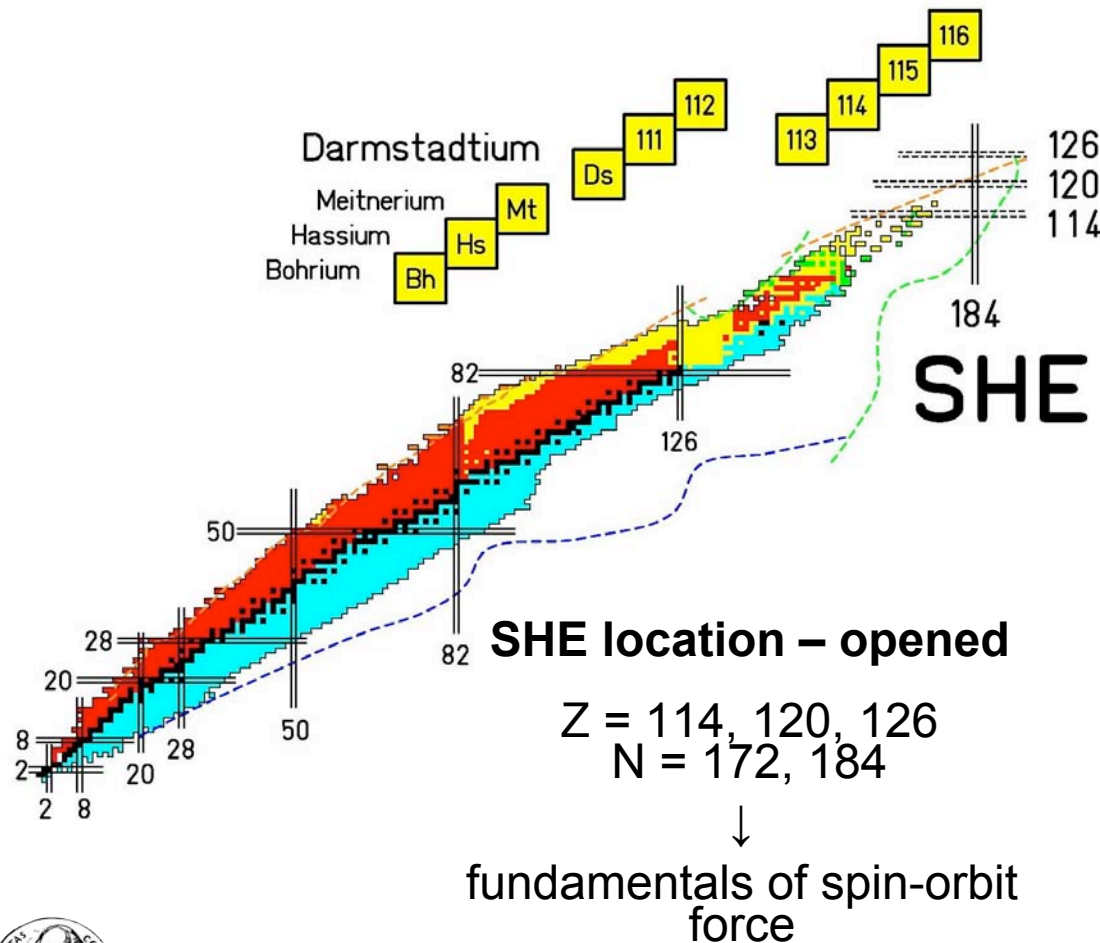 116
115
112
114
111
113
Darmstadtium
Ds
126
120
114
Meitnerium
Mt
Hassium
Hs
Bohrium
Bh
184
SHE
82
126
50
28
82
SHE location – opened
20
50
Z = 114, 120, 126
N = 172, 184
8
28
2
20
2 8
↓
fundamentals of spin-orbit
force